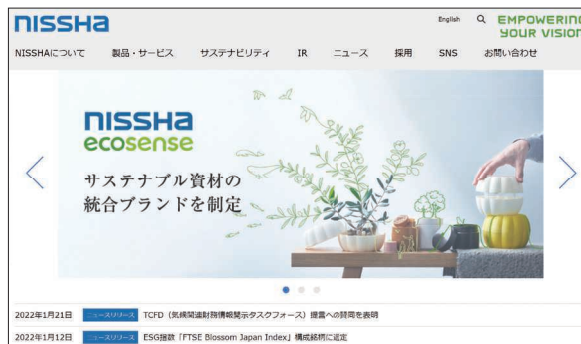 NISSHA
English
EMPOWERING
YOUR VISION
NISSHAについて 製品・サービス サステナビリティ IR ニュース 採用 SNS お問い合わせ
NISSHA
ecosense
サステナブル資材の
統合ブランドを制定
2022年1月21日 ニュースリリース TCFD（気候関連財務情報開示タスクフォース）提言への賛同を表明
2022年1月12日 ニュースリリース ESG指数「FTSE Blossom Japan Index」構成銘柄に選定